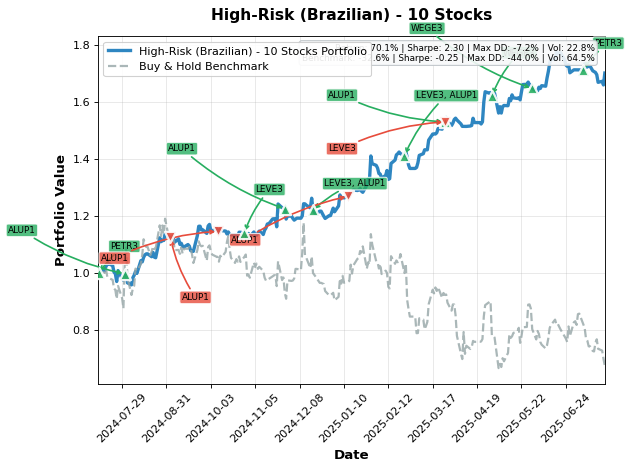 High-Risk (Brazilian) - 10 Stocks
WEGE3
PETR3
High-Risk (Brazilian) - 10 Stocks Portfolio
Buy & Hold Benchmark
70.1% | Sharpe: 2.30 | Max DD: -7.2% | Vol: 22.8%
| Sharpe: -0.25 | Max DD: -44.0% | Vol: 64.5%
ALUP1
LEVE3, ALUP1
LEVE3
ALUP1
LEVE3
LEVE3, ALUP1
ALUP1
PETR3
ALUP1
ALUP1
ALUP1
Portfolio Value
1.8
1.6
1.4
1.2
1.0
0.8
2024-07-29
2024-08-31
2024-10-03
2024-11-05
2024-12-08
2025-01-10
2025-02-12
2025-03-17
2025-04-19
2025-05-22
2025-06-24
Date